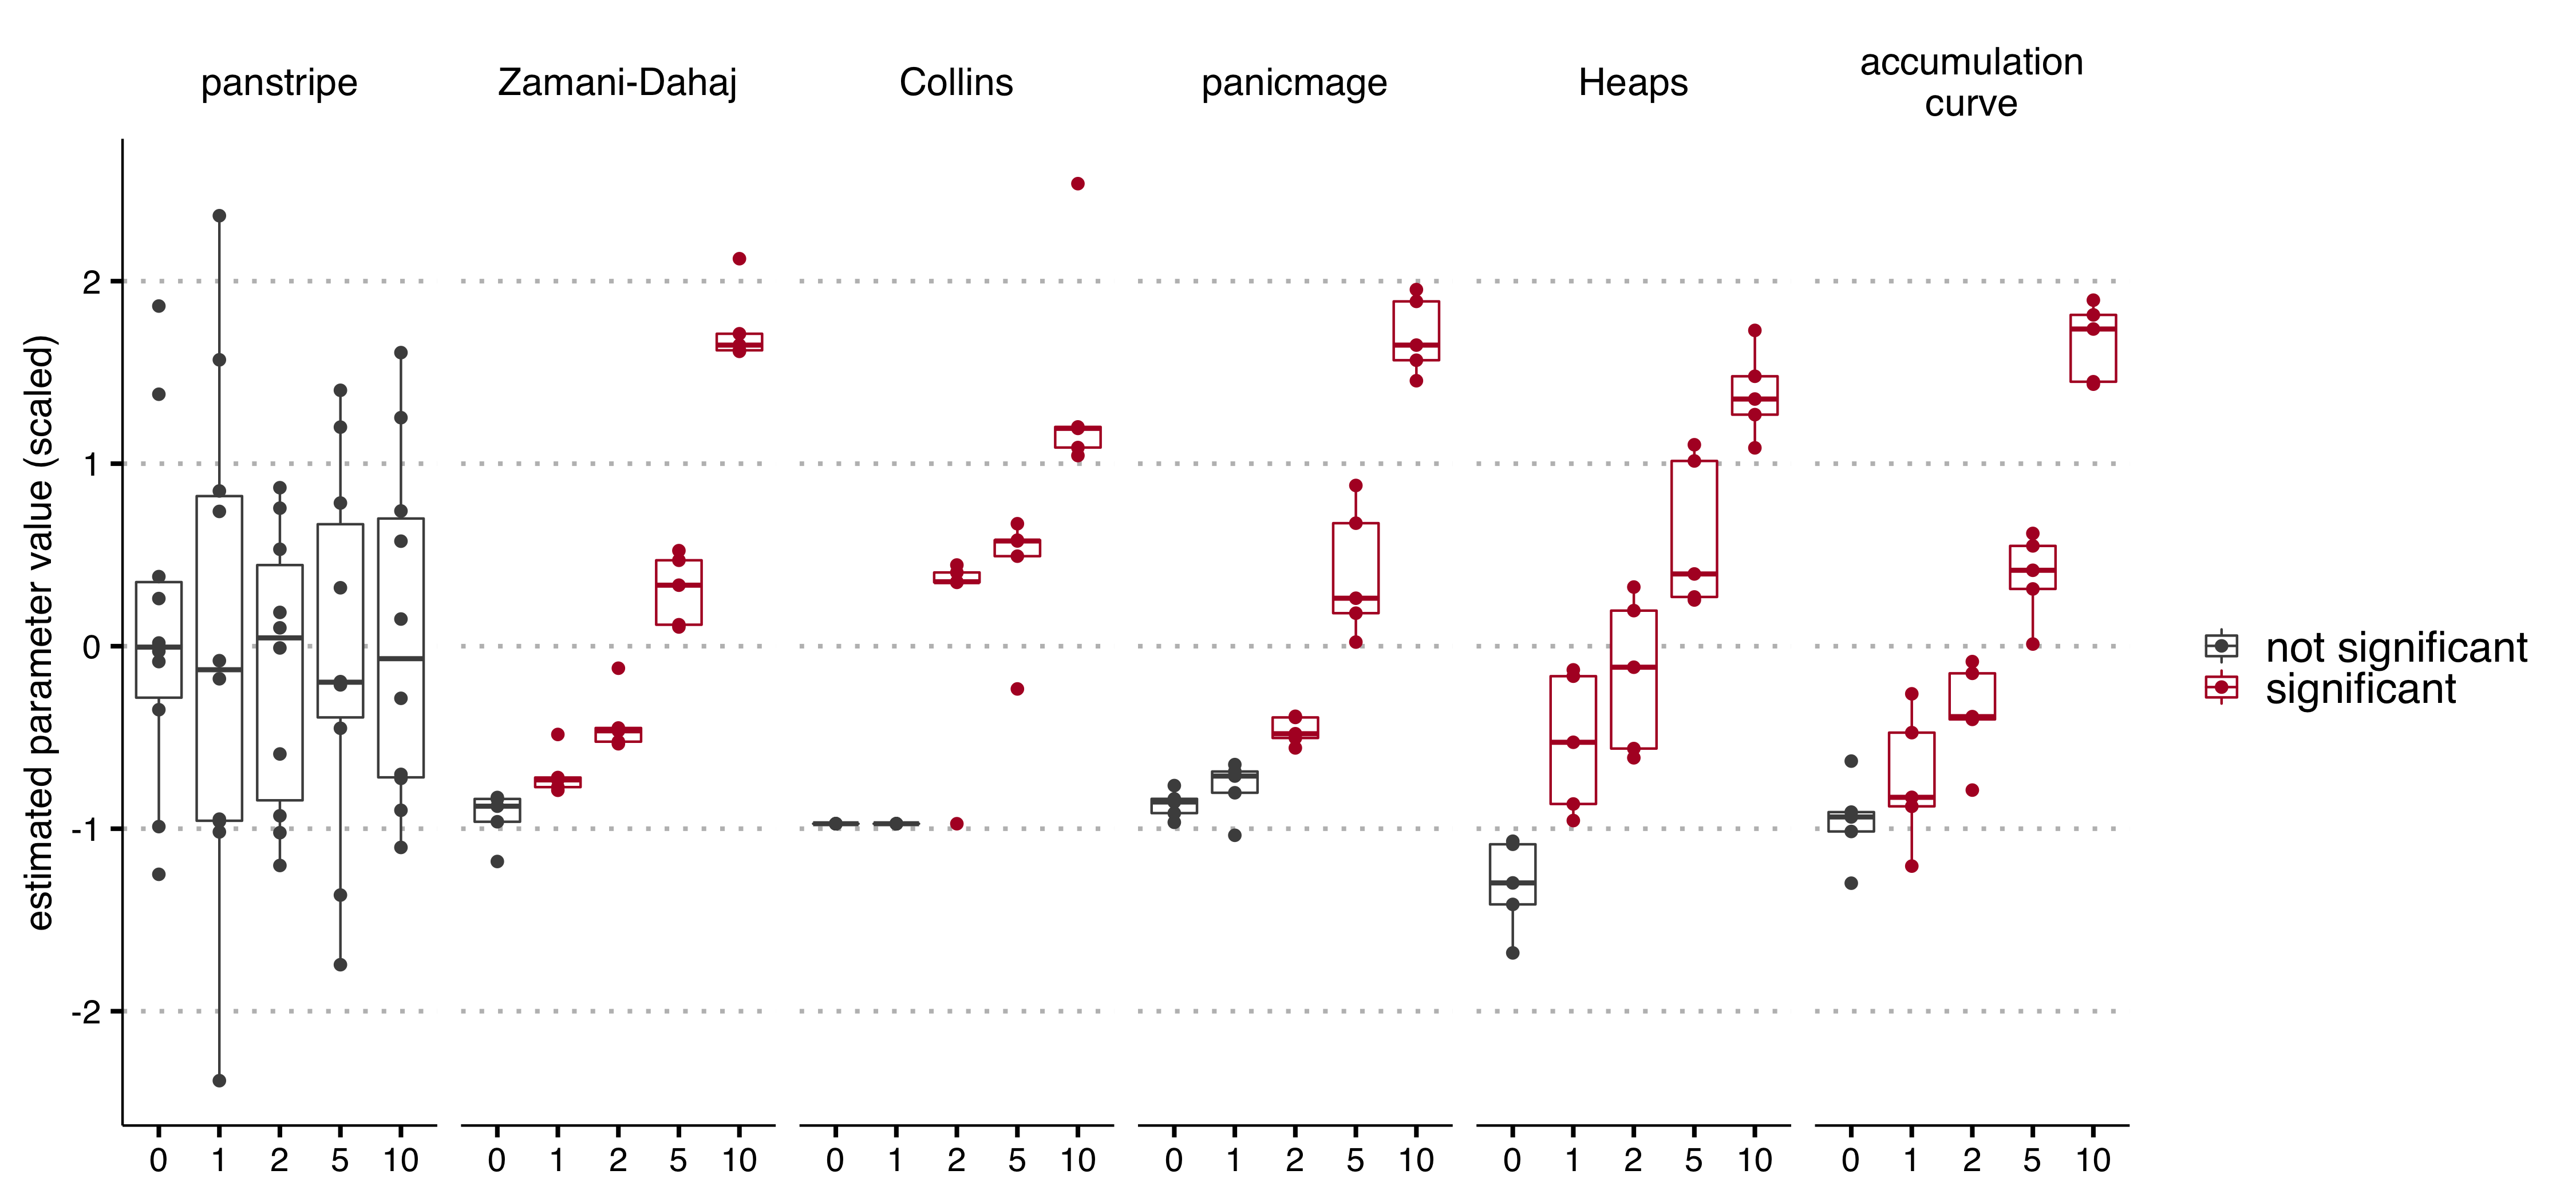 panstripe
Zamani-Dahaj
Collins
panicmage
Heaps
accumulation
curve
estimated parameter value (scaled)
2
1
0
-1
-2
0 1 2 5 10
0 1 2 5 10
0 1 2 5 10
0 1 2 5 10
0 1 2 5 10
0 1 2 5 10
not significant
significant